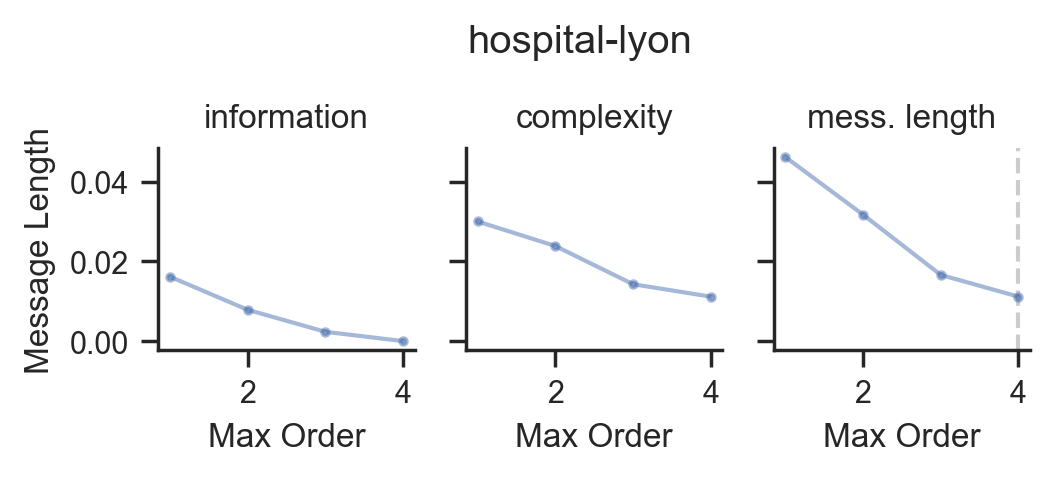 hospital-lyon
information
complexity
mess. length
Message Length
0.04
0.02
0.00
2 4
2 4
2 4
Max Order
Max Order
Max Order